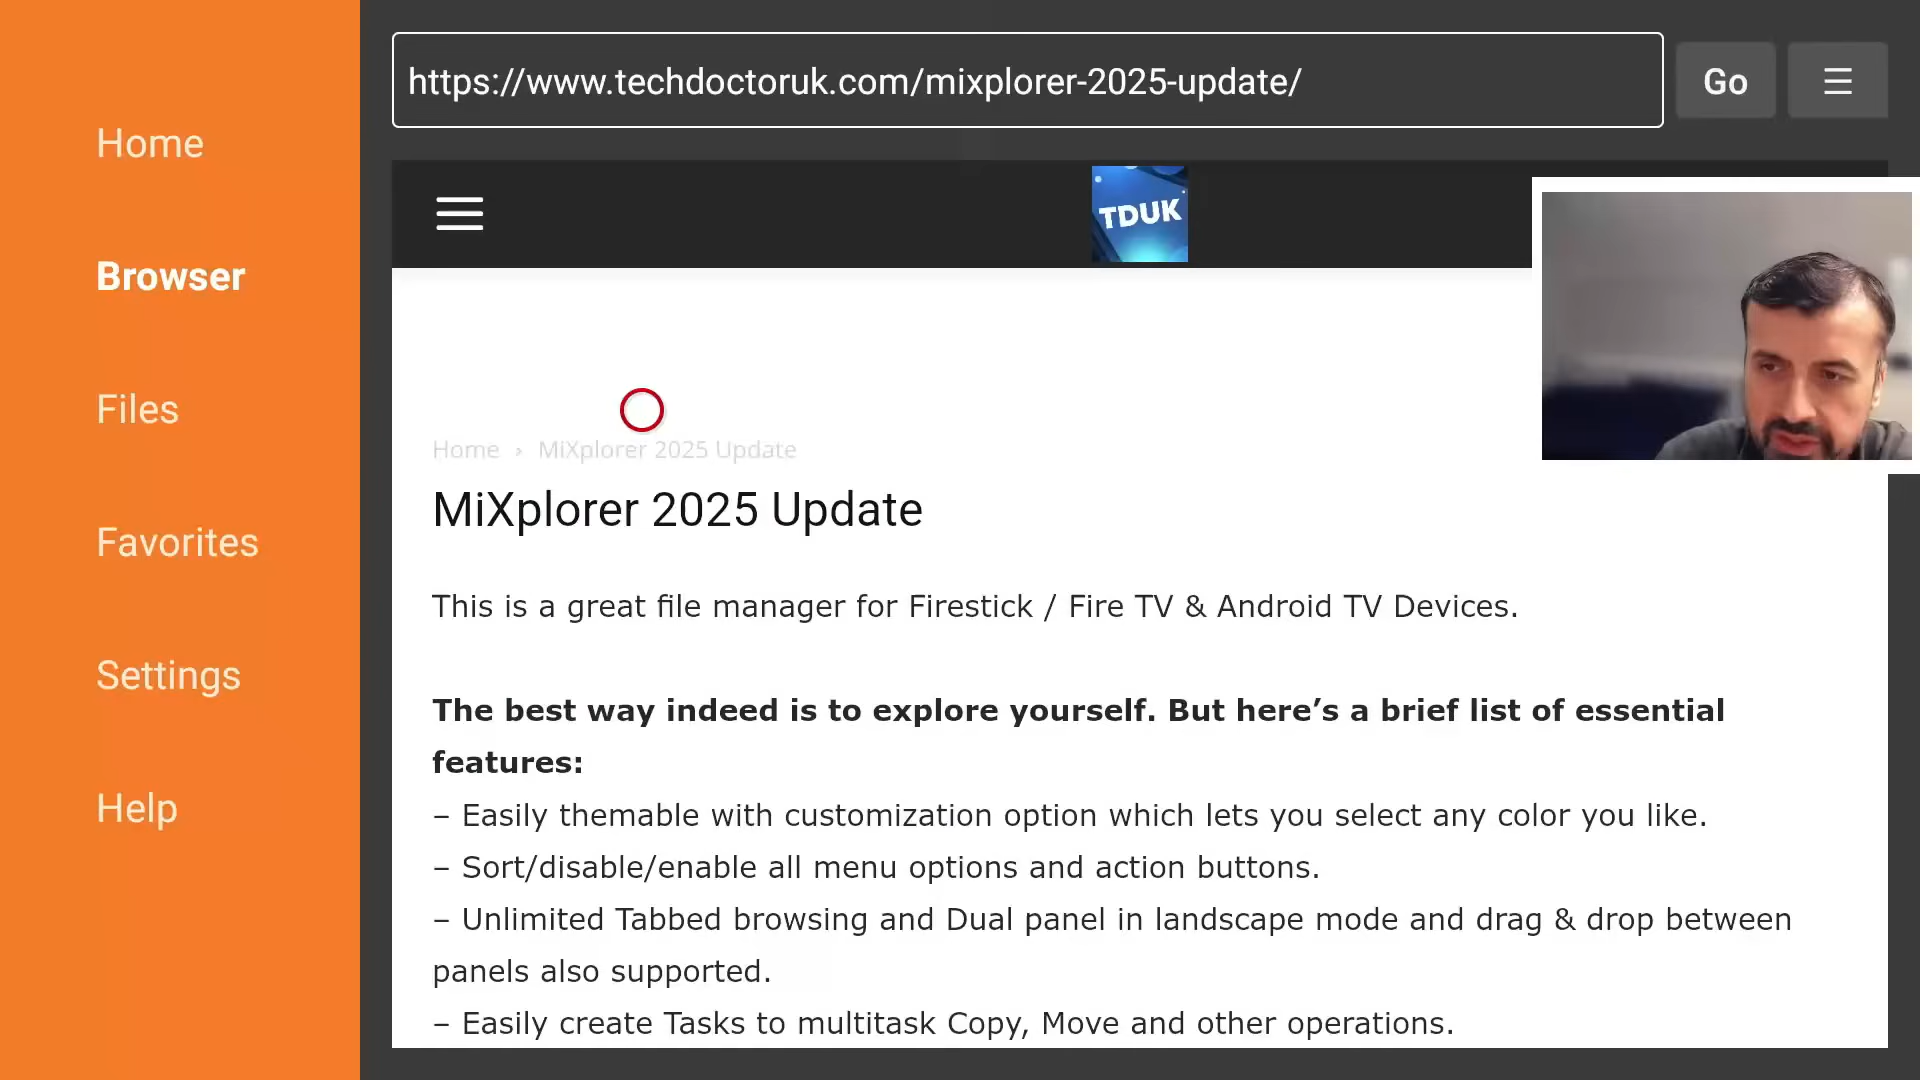 https://www.techdoctoruk.com/mixplorer-2025-update/
Go
Home
Browser
Files
Favorites
Settings
Help
TDUK
Home › MiXplorer 2025 Update
MiXplorer 2025 Update
This is a great file manager for Firestick / Fire TV & Android TV Devices.
The best way indeed is to explore yourself. But here’s a brief list of essential
features:
– Easily themable with customization option which lets you select any color you like.
– Sort/disable/enable all menu options and action buttons.
– Unlimited Tabbed browsing and Dual panel in landscape mode and drag & drop between
panels also supported.
– Easily create Tasks to multitask Copy, Move and other operations.